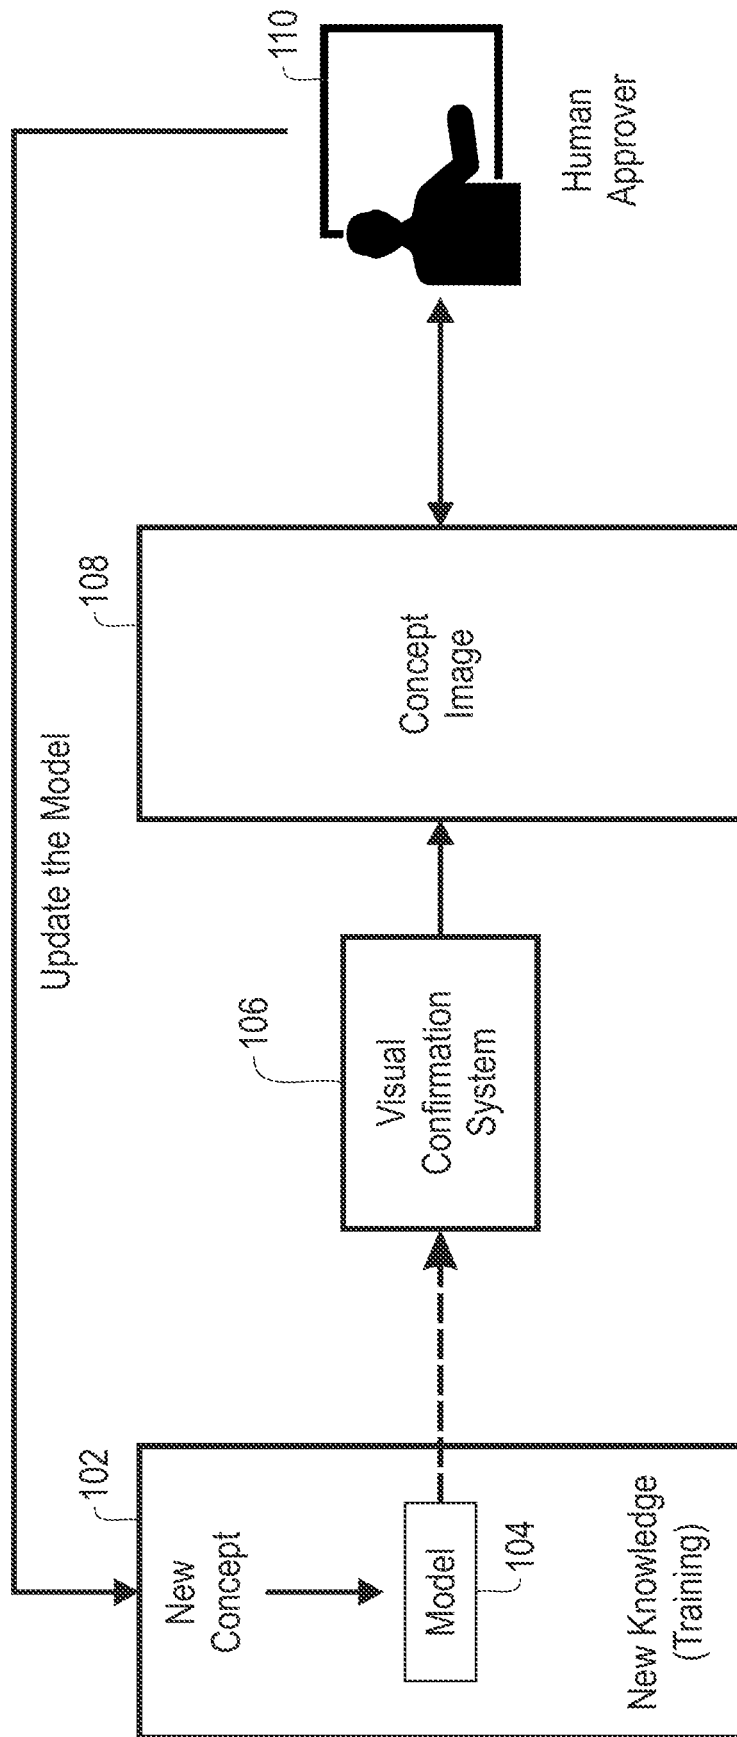 Update the Model
102
New
Concept
Model
104
New Knowledge
(Training)
106
Visual
Confirmation
System
108
Concept
Image
110
Human
Approver